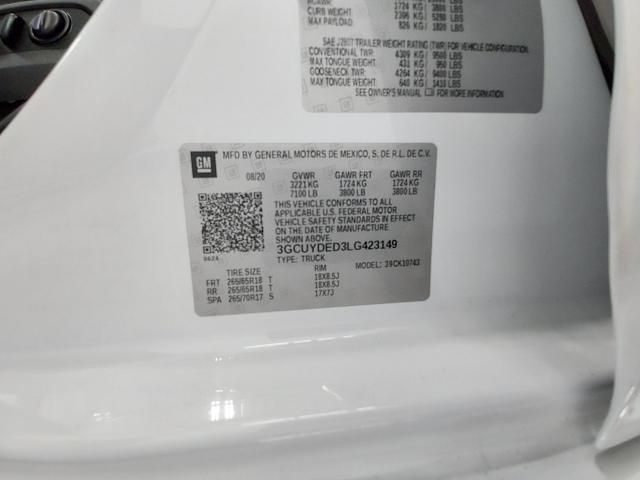 1724 KG / 3800 LBS
CURB WEIGHT: 2396 KG / 5280 LBS
MAX PAYLOAD: 826 KG / 1820 LBS
SAE J2807 TRAILER WEIGHT RATING (TWR) FOR VEHICLE CONFIGURATION
CONVENTIONAL TWR: 4309 KG / 9500 LBS
MAX TONGUE WEIGHT: 431 KG / 950 LBS
GOOSENECK TWR: 4264 KG / 9400 LBS
MAX TONGUE WEIGHT: 640 KG / 1410 LBS
SEE OWNER'S MANUAL FOR MORE INFORMATION
GM MFD BY GENERAL MOTORS DE MEXICO, S. DE R.L. DE C.V.
08/20 GVWR GAWR FRT GAWR RR
3221 KG 1724 KG 1724 KG
7100 LB 3800 LB 3800 LB
THIS VEHICLE CONFORMS TO ALL
APPLICABLE U.S. FEDERAL MOTOR
VEHICLE SAFETY STANDARDS IN EFFECT
ON THE DATE OF MANUFACTURE
SHOWN ABOVE.
3GCUYDED3LG423149
0624 TYPE: TRUCK MODEL: 39CK10743
TIRE SIZE RIM
FRT 265/65R18 T 18X8.5J
RR 265/65R18 T 18X8.5J
SPA 265/70R17 S 17X7J